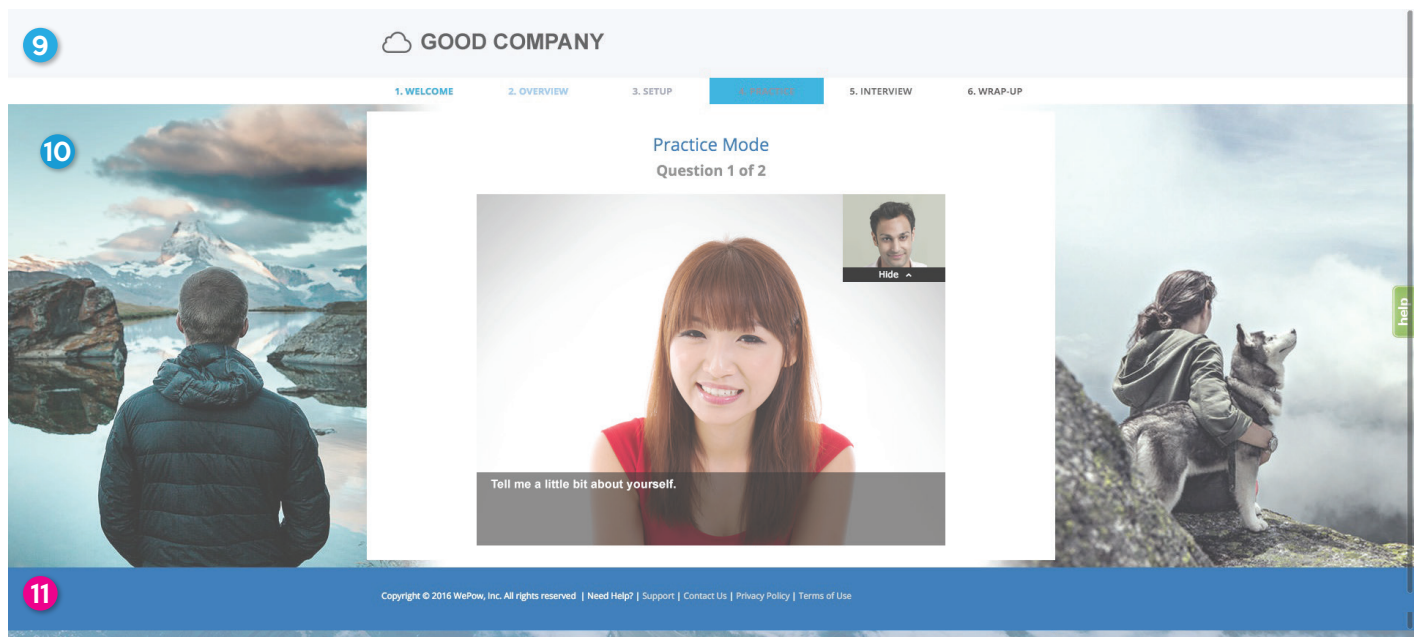 9
GOOD COMPANY
1. WELCOME 2. OVERVIEW 3. SETUP 4. PRACTICE 5. INTERVIEW 6. WRAP-UP
10
Practice Mode
Question 1 of 2
Hide
help
Tell me a little bit about yourself.
11
Copyright © 2016 WePow, Inc. All rights reserved | Need Help? | Support | Contact Us | Privacy Policy | Terms of Use